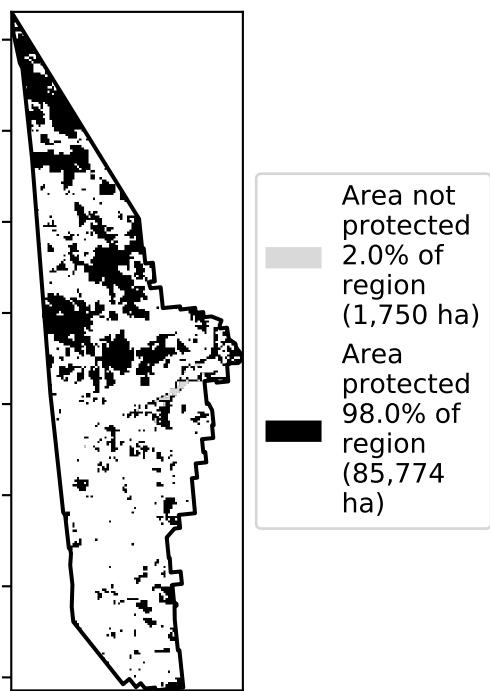 Area not
protected
2.0% of
region
(1,750 ha)
Area
protected
98.0% of
region
(85,774
ha)